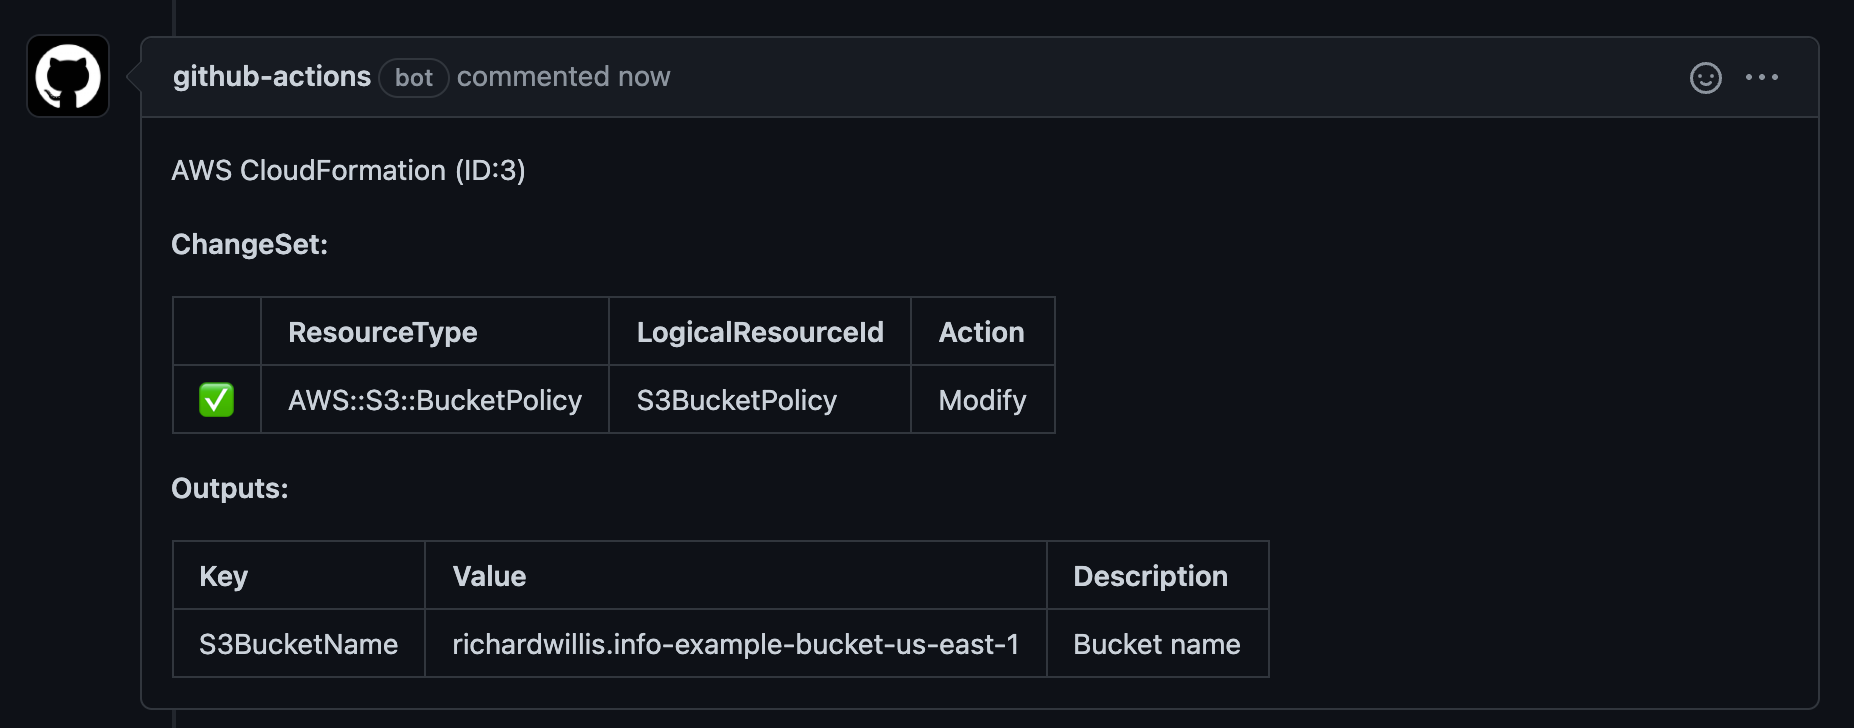 github-actions bot commented now
AWS CloudFormation (ID:3)
ChangeSet:
ResourceType LogicalResourceId Action
✅ AWS::S3::BucketPolicy S3BucketPolicy Modify
Outputs:
Key Value Description
S3BucketName richardwillis.info-example-bucket-us-east-1 Bucket name